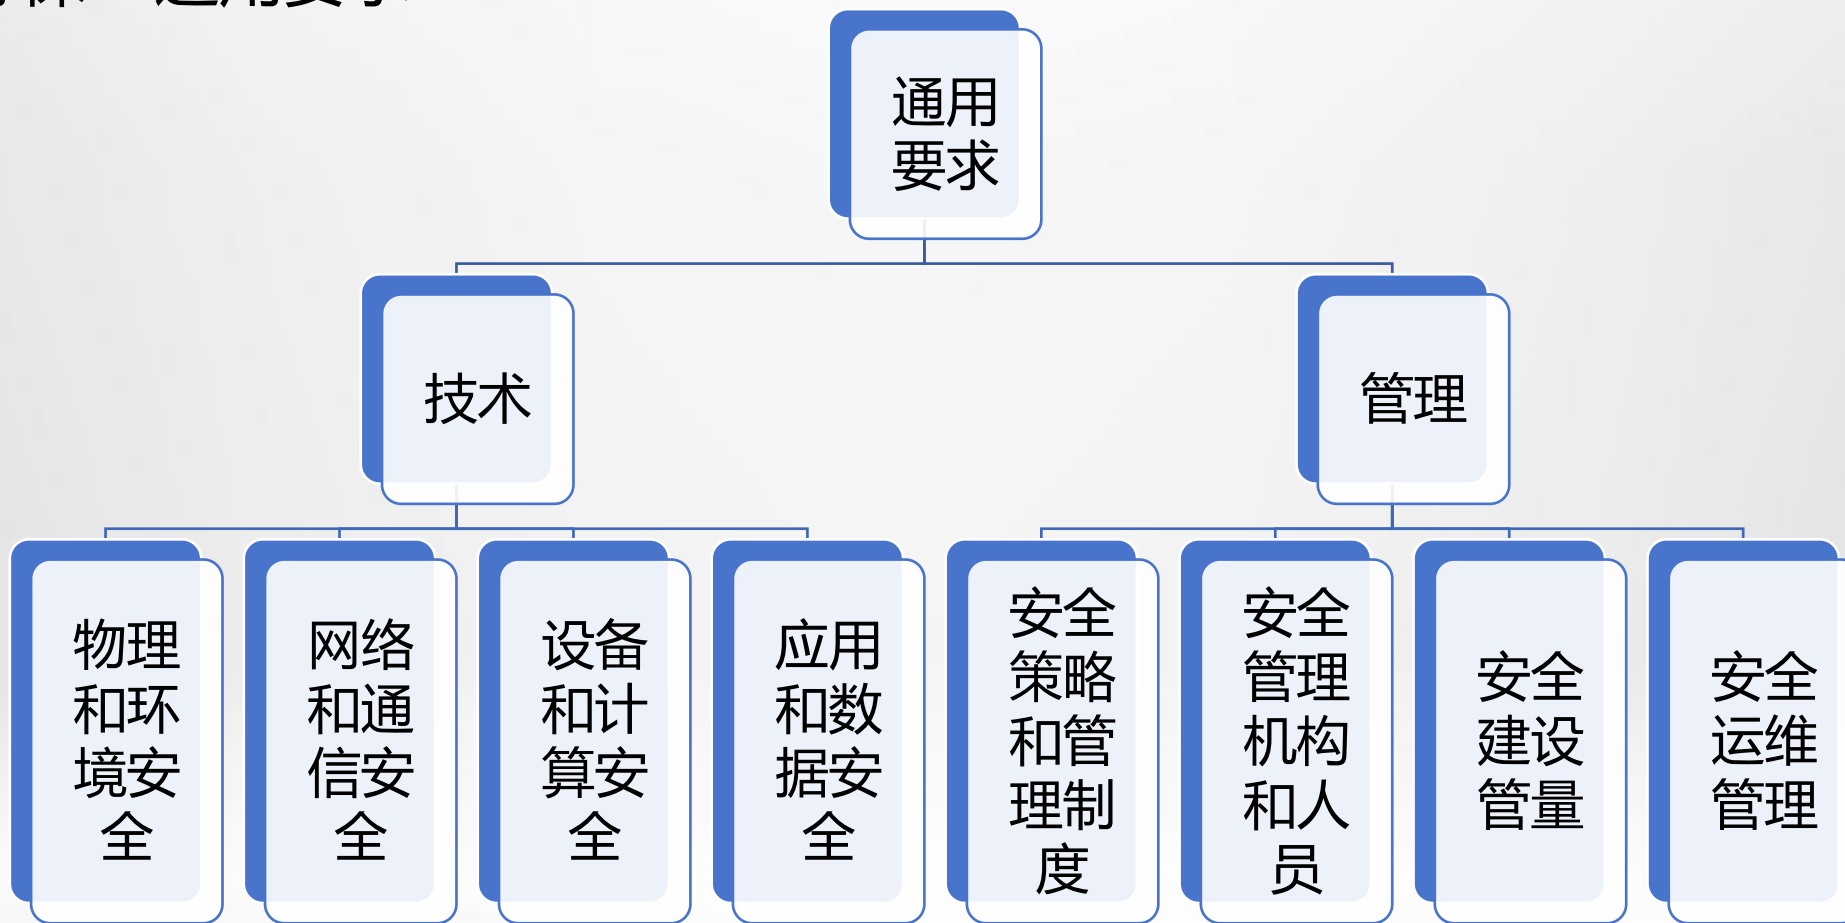 通用
要求
技术
管理
物理
和环
境安
全
网络
和通
信安
全
设备
和计
算安
全
应用
和数
据安
全
安全
策略
和管
理制
度
安全
管理
机构
和人
员
安全
建设
管量
安全
运维
管理